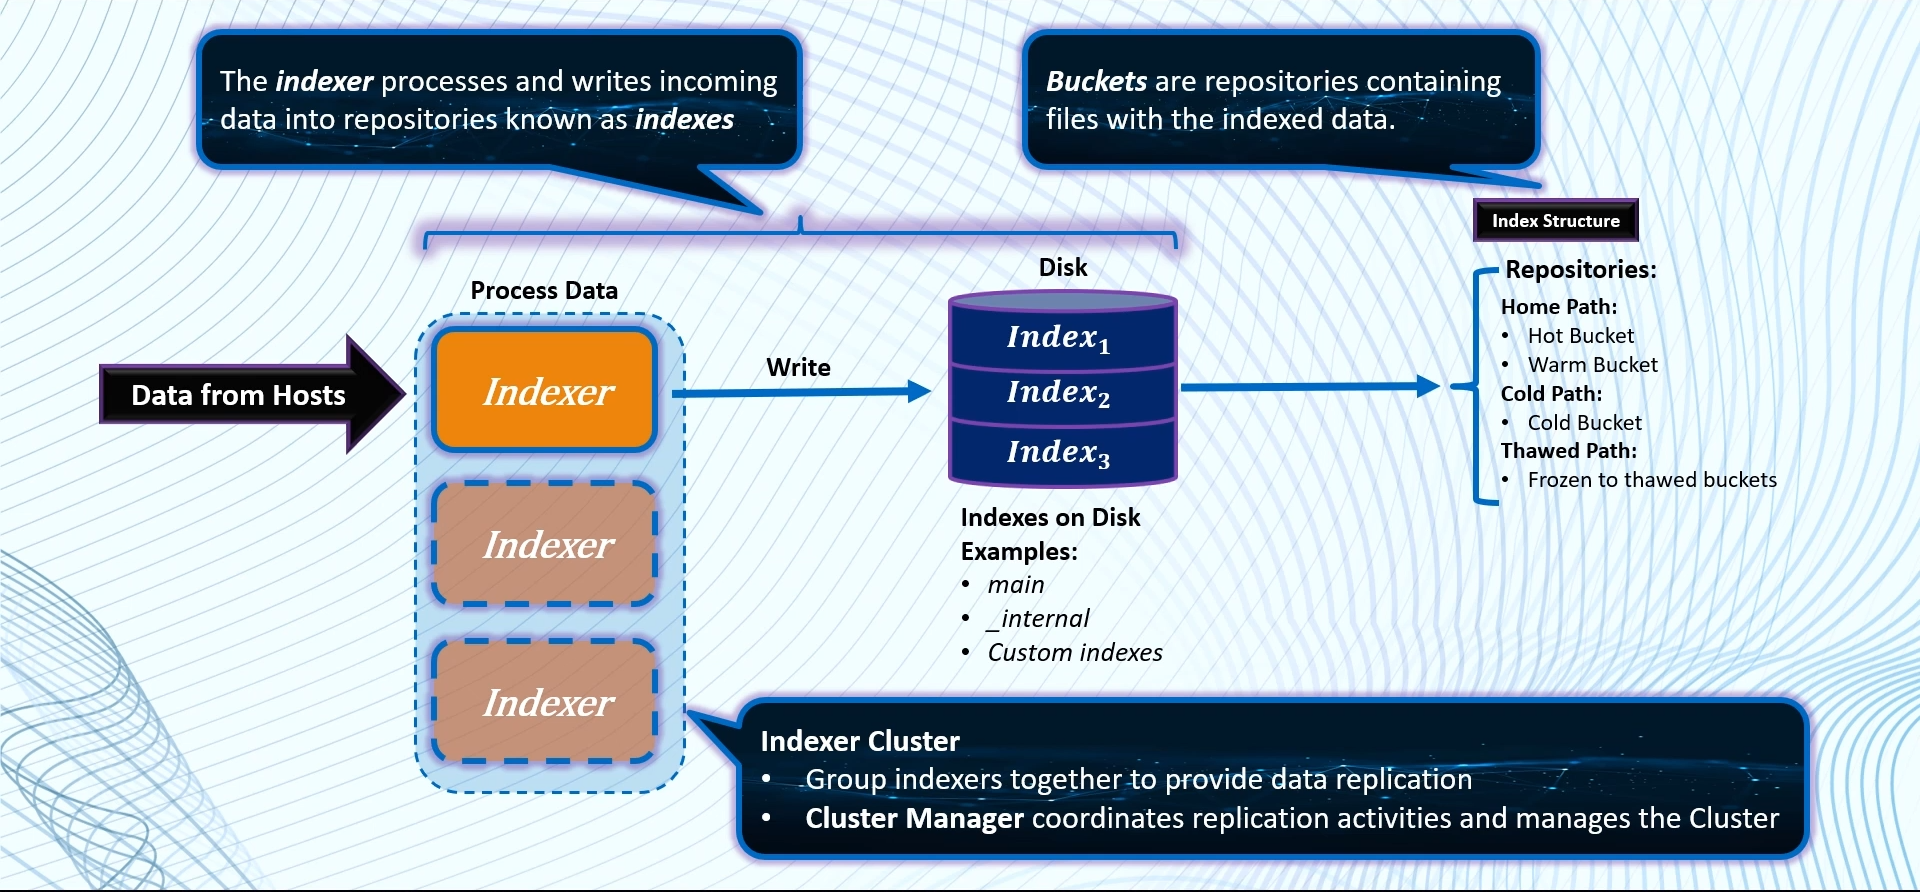 The indexer processes and writes incoming
data into repositories known as indexes
Buckets are repositories containing
files with the indexed data.
Index Structure
Process Data
Disk
Repositories:
Home Path:
• Hot Bucket
• Warm Bucket
Cold Path:
• Cold Bucket
Thawed Path:
• Frozen to thawed buckets
Data from Hosts
Indexer
Write
Index₁
Index₂
Index₃
Indexer
Indexer
Indexes on Disk
Examples:
• main
• _internal
• Custom indexes
Indexer Cluster
• Group indexers together to provide data replication
• Cluster Manager coordinates replication activities and manages the Cluster